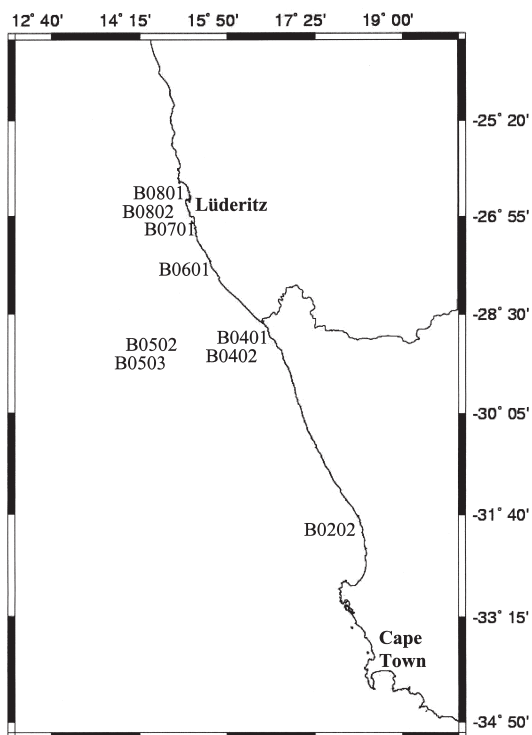 12° 40' 14° 15' 15° 50' 17° 25' 19° 00'
-25° 20'
B0801
Lüderitz
B0802
-26° 55'
B0701
B0601
-28° 30'
B0401
B0502
B0402
B0503
-30° 05'
-31° 40'
B0202
-33° 15'
Cape
Town
-34° 50'